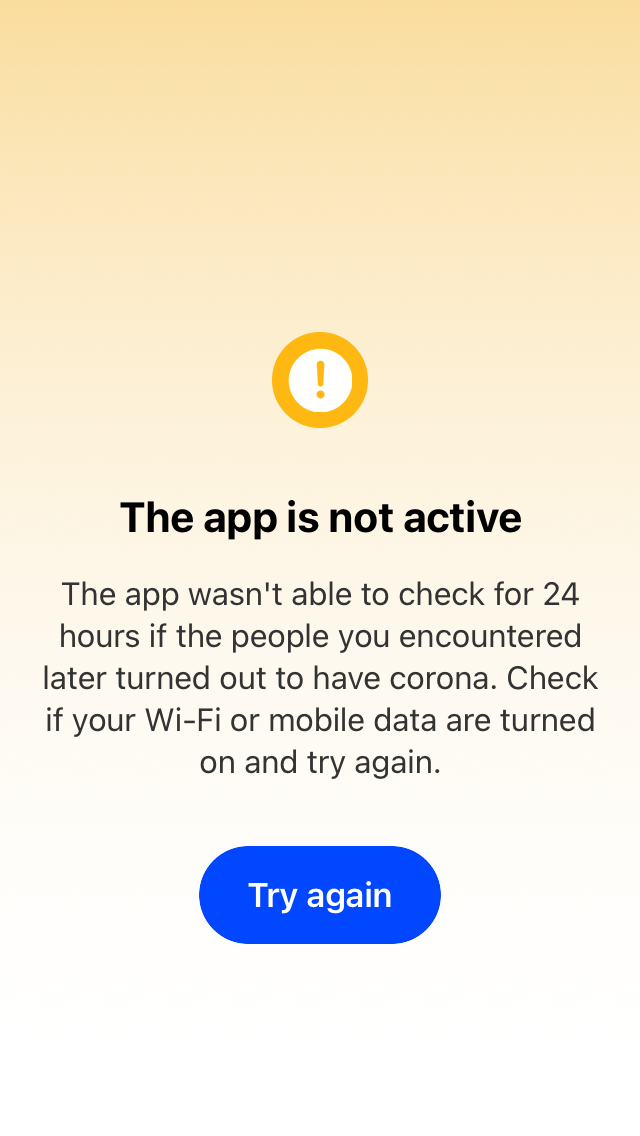 The app is not active
The app wasn't able to check for 24
hours if the people you encountered
later turned out to have corona. Check
if your Wi-Fi or mobile data are turned
on and try again.
Try again